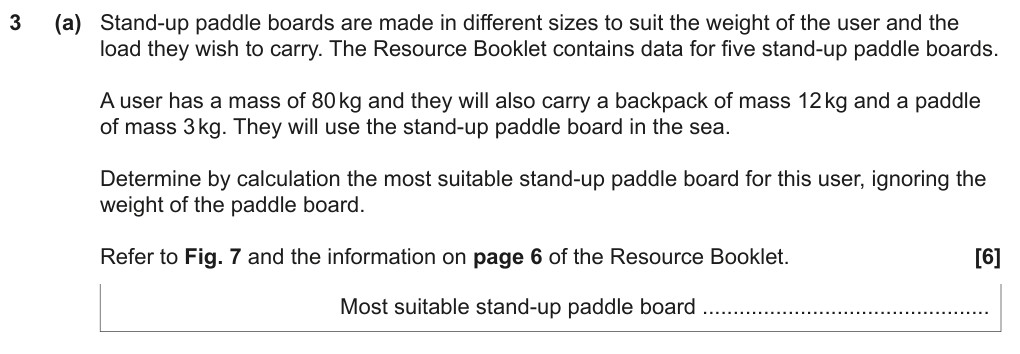 3 (a) Stand-up paddle boards are made in different sizes to suit the weight of the user and the
load they wish to carry. The Resource Booklet contains data for five stand-up paddle boards.
A user has a mass of 80 kg and they will also carry a backpack of mass 12 kg and a paddle
of mass 3 kg. They will use the stand-up paddle board in the sea.
Determine by calculation the most suitable stand-up paddle board for this user, ignoring the
weight of the paddle board.
Refer to Fig. 7 and the information on page 6 of the Resource Booklet. [6]
Most suitable stand-up paddle board ...............................................